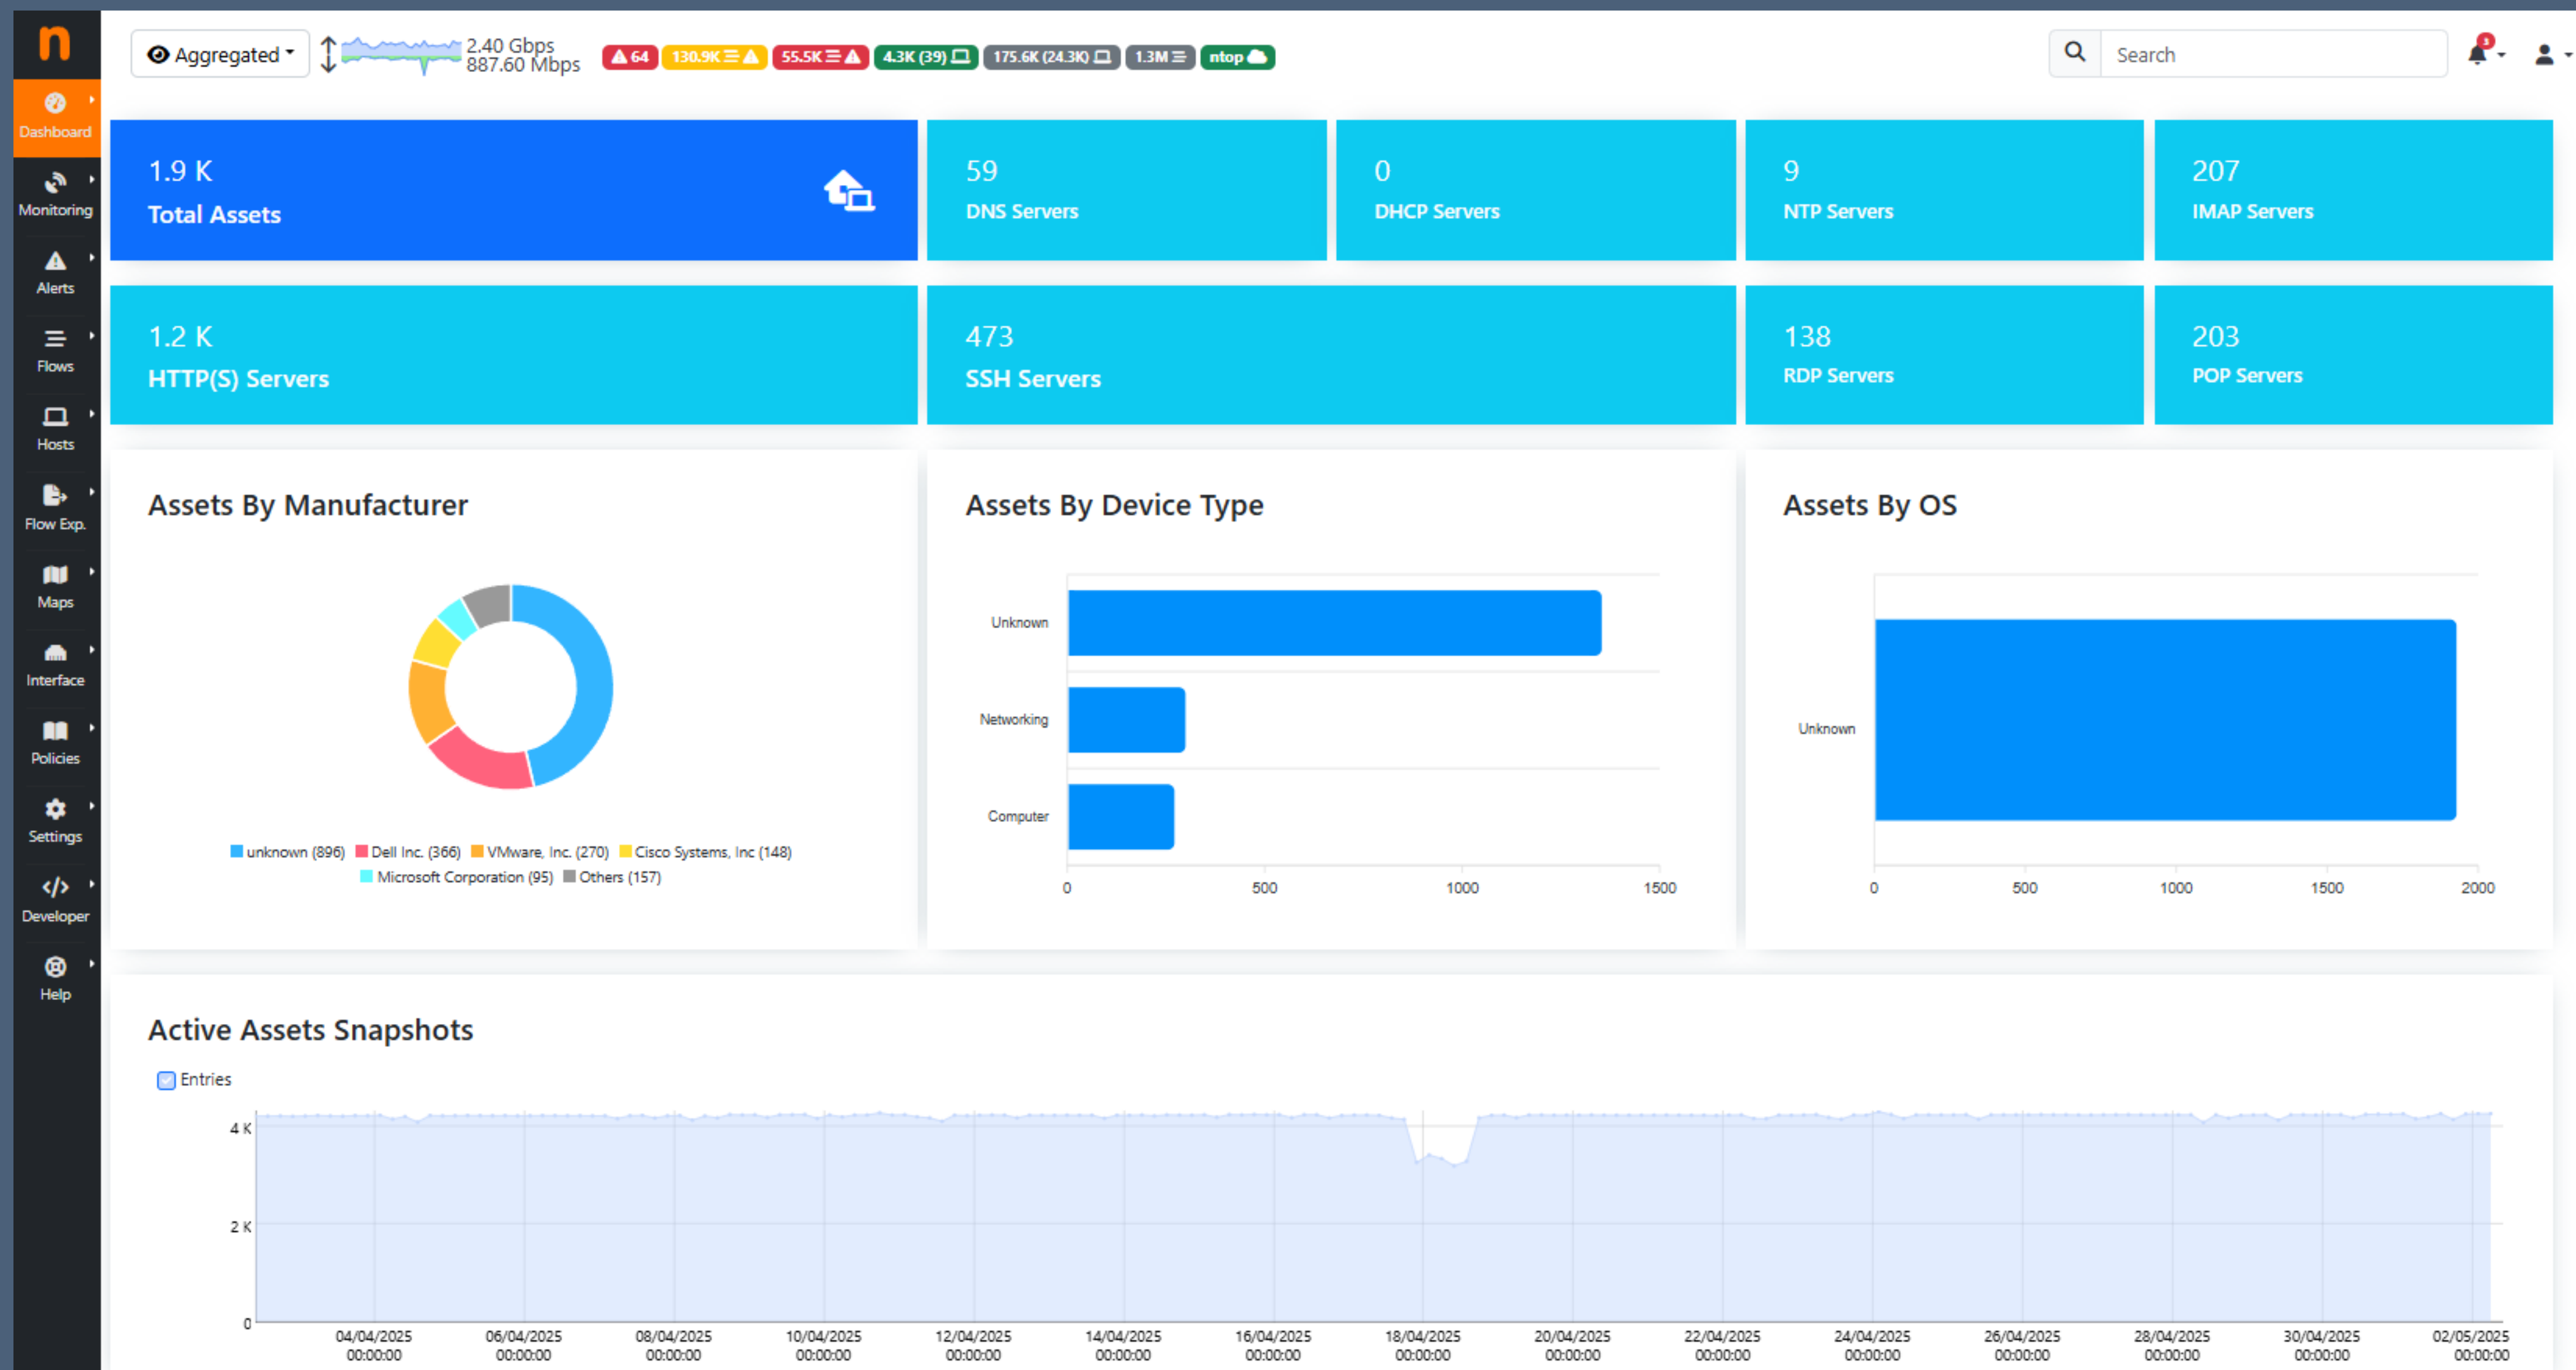 n
Aggregated
2.40 Gbps
887.60 Mbps
64
130.9K
55.5K
4.3K (39)
175.6K (24.3K)
1.3M
ntop
Search
3
Dashboard
Monitoring
Alerts
Flows
Hosts
Flow Exp.
Maps
Interface
Policies
Settings
Developer
Help
1.9 K
Total Assets
59
DNS Servers
0
DHCP Servers
9
NTP Servers
207
IMAP Servers
1.2 K
HTTP(S) Servers
473
SSH Servers
138
RDP Servers
203
POP Servers
Assets By Manufacturer
unknown (896) Dell Inc. (366) VMware, Inc. (270) Cisco Systems, Inc (148)
Microsoft Corporation (95) Others (157)
Assets By Device Type
Unknown
Networking
Computer
0 500 1000 1500
Assets By OS
Unknown
0 500 1000 1500 2000
Active Assets Snapshots
Entries
4 K
2 K
0
04/04/2025 06/04/2025 08/04/2025 10/04/2025 12/04/2025 14/04/2025 16/04/2025 18/04/2025 20/04/2025 22/04/2025 24/04/2025 26/04/2025 28/04/2025 30/04/2025 02/05/2025
00:00:00 00:00:00 00:00:00 00:00:00 00:00:00 00:00:00 00:00:00 00:00:00 00:00:00 00:00:00 00:00:00 00:00:00 00:00:00 00:00:00 00:00:00